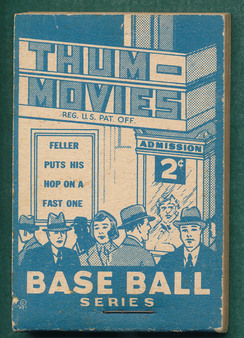 THUM-
MOVIES
REG. U.S. PAT. OFF.
FELLER
PUTS HIS
HOP ON A
FAST ONE
ADMISSION
2¢
BASE BALL
SERIES